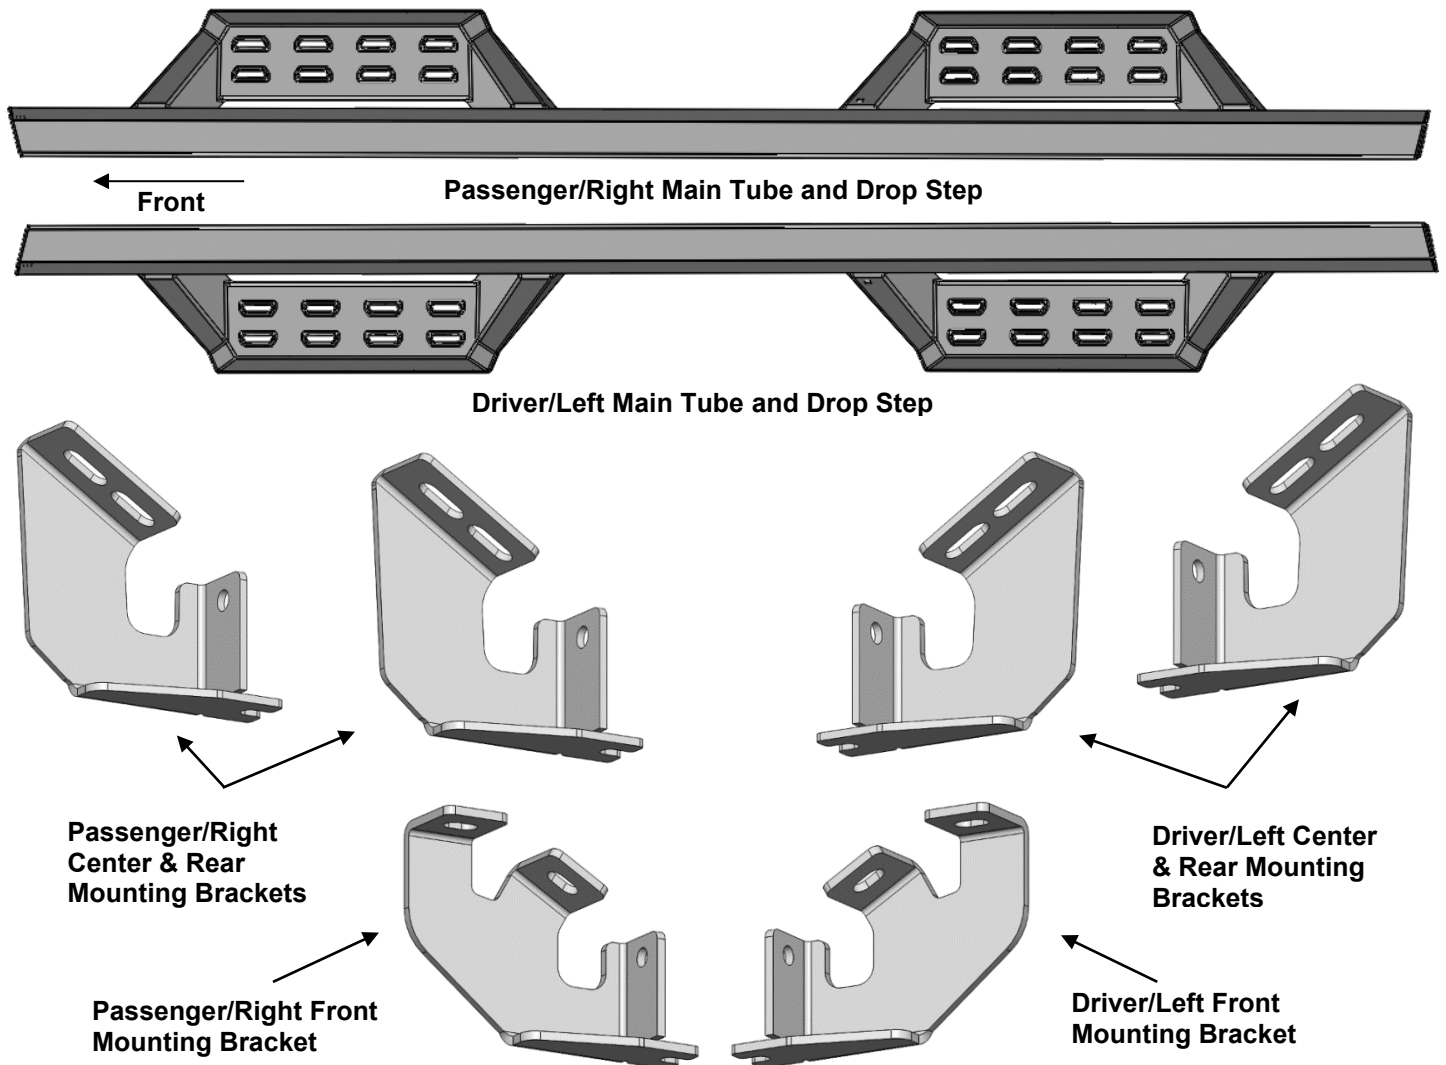 Front
Passenger/Right Main Tube and Drop Step
Driver/Left Main Tube and Drop Step
Passenger/Right
Center & Rear
Mounting Brackets
Driver/Left Center
& Rear Mounting
Brackets
Passenger/Right Front
Mounting Bracket
Driver/Left Front
Mounting Bracket